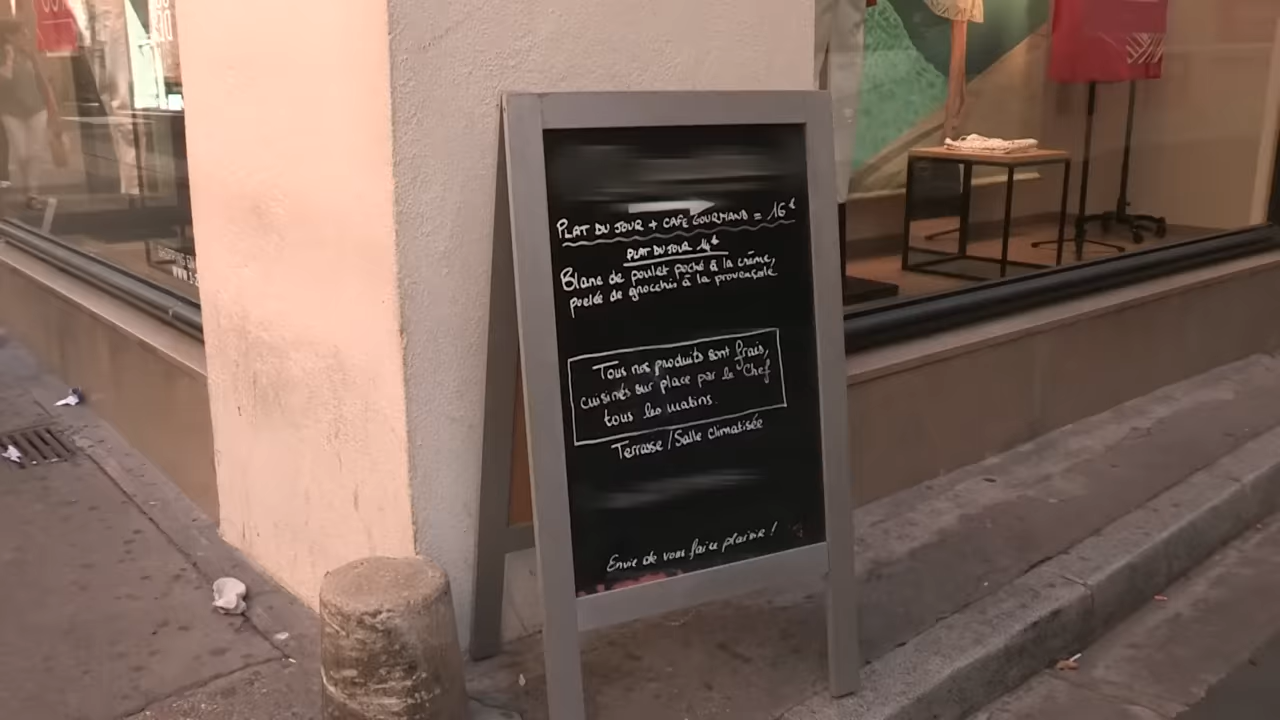 PLAT DU JOUR + CAFE GOURMAND = 16€
PLAT DU JOUR 14€
Blanc de poulet poché à la crème,
poelée de gnocchis à la provençale
Tous nos produits sont frais,
cuisinés sur place par le Chef
tous les matins.
Terrasse / Salle climatisée
Envie de vous faire plaisir !